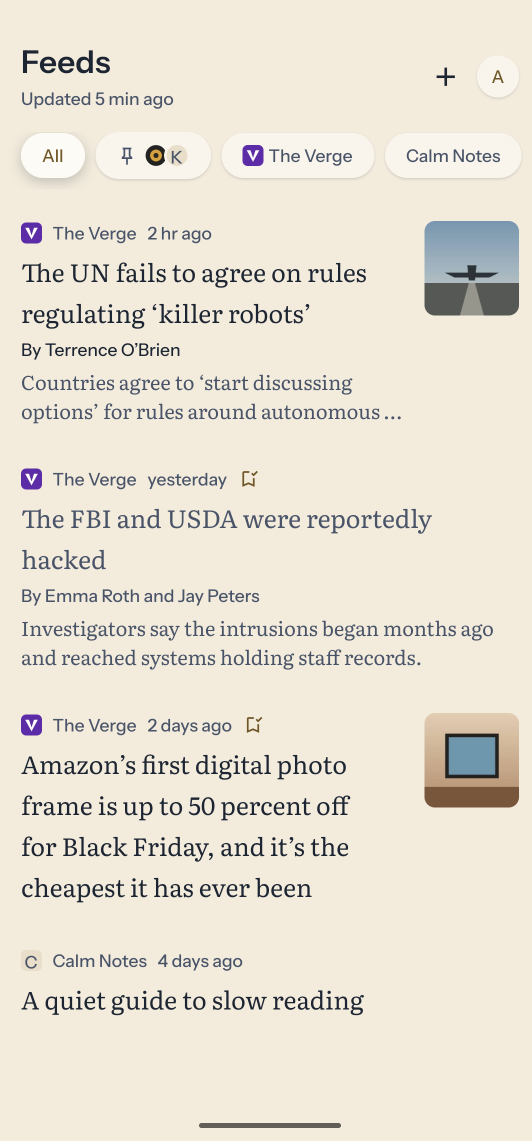 Feeds
Updated 5 min ago
A
All
K
The Verge
Calm Notes
The Verge 2 hr ago
The UN fails to agree on rules
regulating ‘killer robots’
By Terrence O’Brien
Countries agree to ‘start discussing
options’ for rules around autonomous …
The Verge yesterday
The FBI and USDA were reportedly
hacked
By Emma Roth and Jay Peters
Investigators say the intrusions began months ago
and reached systems holding staff records.
The Verge 2 days ago
Amazon’s first digital photo
frame is up to 50 percent off
for Black Friday, and it’s the
cheapest it has ever been
C Calm Notes 4 days ago
A quiet guide to slow reading